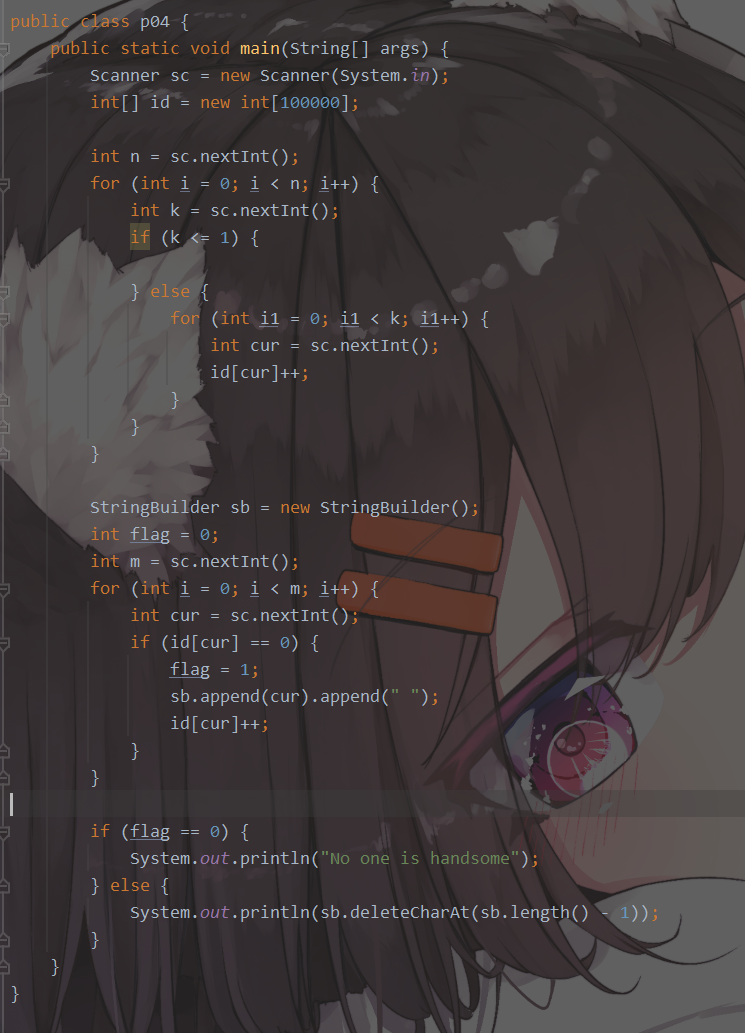 public class p04 {
    public static void main(String[] args) {
        Scanner sc = new Scanner(System.in);
        int[] id = new int[100000];

        int n = sc.nextInt();
        for (int i = 0; i < n; i++) {
            int k = sc.nextInt();
            if (k <= 1) {

            } else {
                for (int i1 = 0; i1 < k; i1++) {
                    int cur = sc.nextInt();
                    id[cur]++;
                }
            }
        }

        StringBuilder sb = new StringBuilder();
        int flag = 0;
        int m = sc.nextInt();
        for (int i = 0; i < m; i++) {
            int cur = sc.nextInt();
            if (id[cur] == 0) {
                flag = 1;
                sb.append(cur).append(" ");
                id[cur]++;
            }
        }

        if (flag == 0) {
            System.out.println("No one is handsome");
        } else {
            System.out.println(sb.deleteCharAt(sb.length() - 1));
        }
    }
}